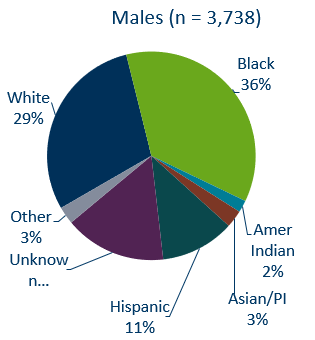 Males (n = 3,738)
Black
36%
White
29%
Other
3%
Unknow
n...
Hispanic
11%
Asian/PI
3%
Amer
Indian
2%